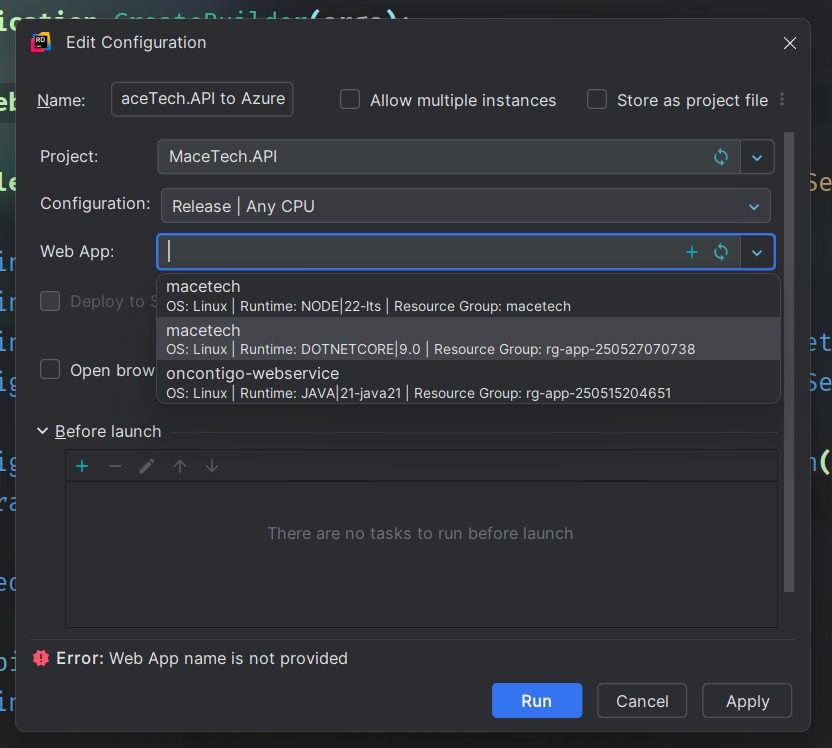 ication CreateBuilder(args);
RD
Edit Configuration
Name:
aceTech.API to Azure
Allow multiple instances
Store as project file
Project:
MaceTech.API
Configuration:
Release | Any CPU
Web App:
macetech
OS: Linux | Runtime: NODE|22-lts | Resource Group: macetech
Deploy to S
macetech
OS: Linux | Runtime: DOTNETCORE|9.0 | Resource Group: rg-app-250527070738
Open brow
oncontigo-webservice
OS: Linux | Runtime: JAVA|21-java21 | Resource Group: rg-app-250515204651
Before launch
There are no tasks to run before launch
Error: Web App name is not provided
Run
Cancel
Apply